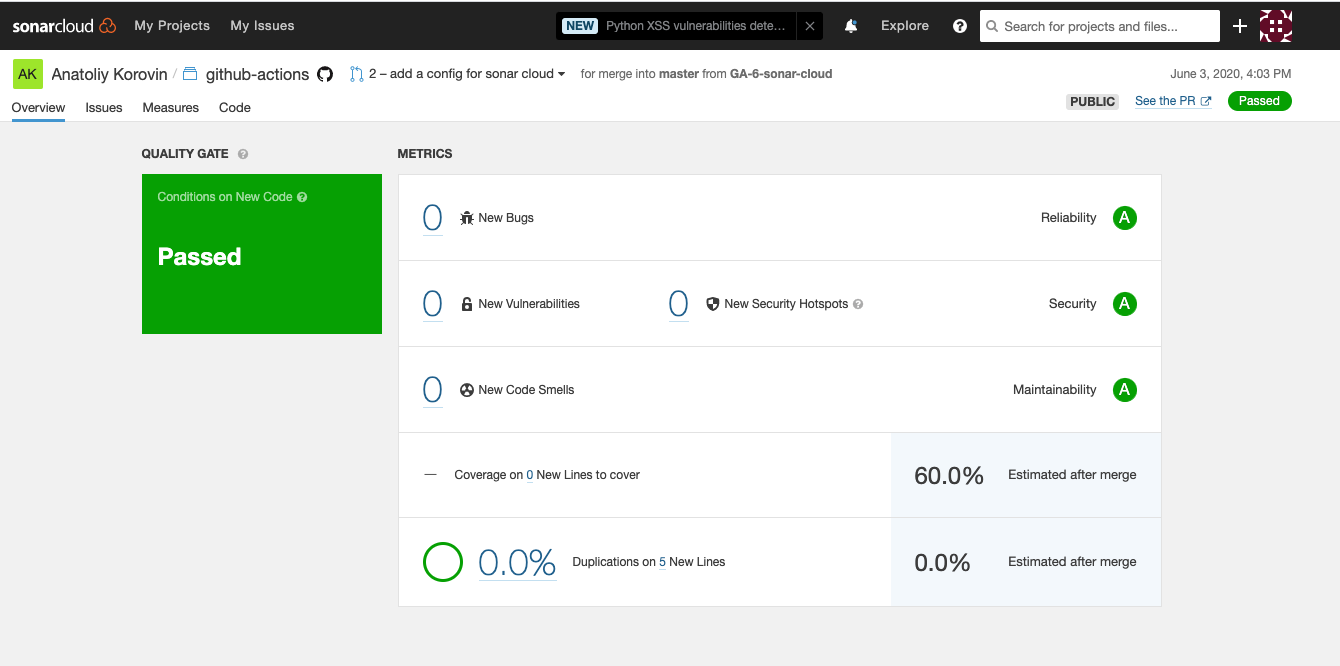 sonarcloud My Projects My Issues NEW Python XSS vulnerabilities dete... Explore Search for projects and files...
AK Anatoliy Korovin / github-actions 2 – add a config for sonar cloud for merge into master from GA-6-sonar-cloud June 3, 2020, 4:03 PM
Overview Issues Measures Code PUBLIC See the PR Passed
QUALITY GATE ? METRICS
Conditions on New Code ?
Passed
0 New Bugs Reliability A
0 New Vulnerabilities 0 New Security Hotspots ? Security A
0 New Code Smells Maintainability A
— Coverage on 0 New Lines to cover 60.0% Estimated after merge
0.0% Duplications on 5 New Lines 0.0% Estimated after merge